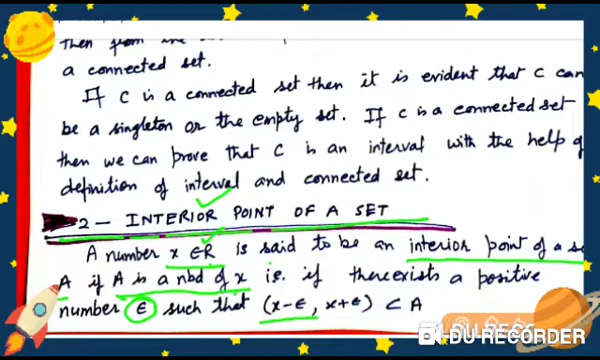 Then from the
a connected set.
If C is a connected set then it is evident that C can
be a singleton or the empty set. If C is a connected set
then we can prove that C is an interval with the help of
definition of interval and connected set.
2 - INTERIOR POINT OF A SET
A number x ∈ R is said to be an interior point of a
A if A is a nbd of x i.e. if there exists a positive
number ϵ such that (x-ϵ, x+ϵ) ⊂ A
DU RECORDER